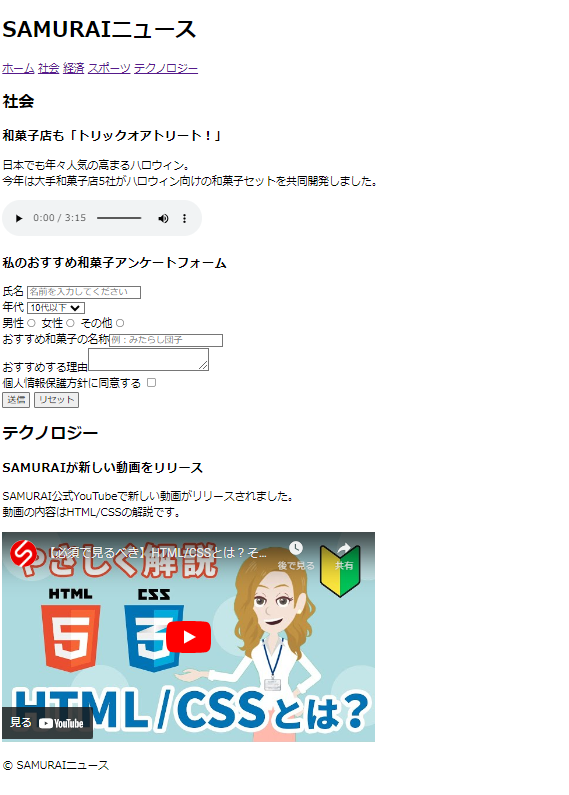 SAMURAIニュース
ホーム 社会 経済 スポーツ テクノロジー
社会
和菓子店も「トリックオアトリート！」
日本でも年々人気の高まるハロウィン。
今年は大手和菓子店5社がハロウィン向けの和菓子セットを共同開発しました。
0:00 / 3:15
私のおすすめ和菓子アンケートフォーム
氏名 名前を入力してください
年代 10代以下
男性 女性 その他
おすすめ和菓子の名称 例：みたらし団子
おすすめする理由
個人情報保護方針に同意する
送信 リセット
テクノロジー
SAMURAIが新しい動画をリリース
SAMURAI公式YouTubeで新しい動画がリリースされました。
動画の内容はHTML/CSSの解説です。
【必須で見るべき】HTML/CSSとは？そ...
後で見る 共有
やさしく解説
HTML CSS
5 3
HTML/CSSとは？
見る YouTube
© SAMURAIニュース